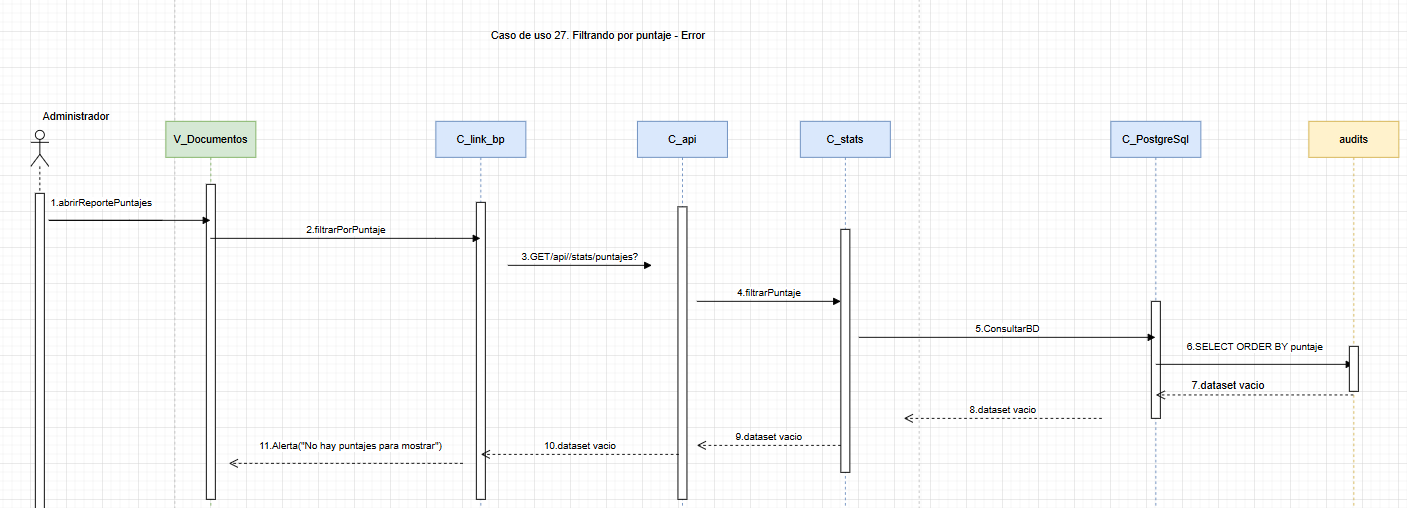 Caso de uso 27. Filtrando por puntaje - Error
Administrador
V_Documentos
C_link_bp
C_api
C_stats
C_PostgreSql
audits
1.abrirReportePuntajes
2.filtrarPorPuntaje
3.GET/api//stats/puntajes?
4.filtrarPuntaje
5.ConsultarBD
6.SELECT ORDER BY puntaje
7.dataset vacio
8.dataset vacio
9.dataset vacio
10.dataset vacio
11.Alerta("No hay puntajes para mostrar")